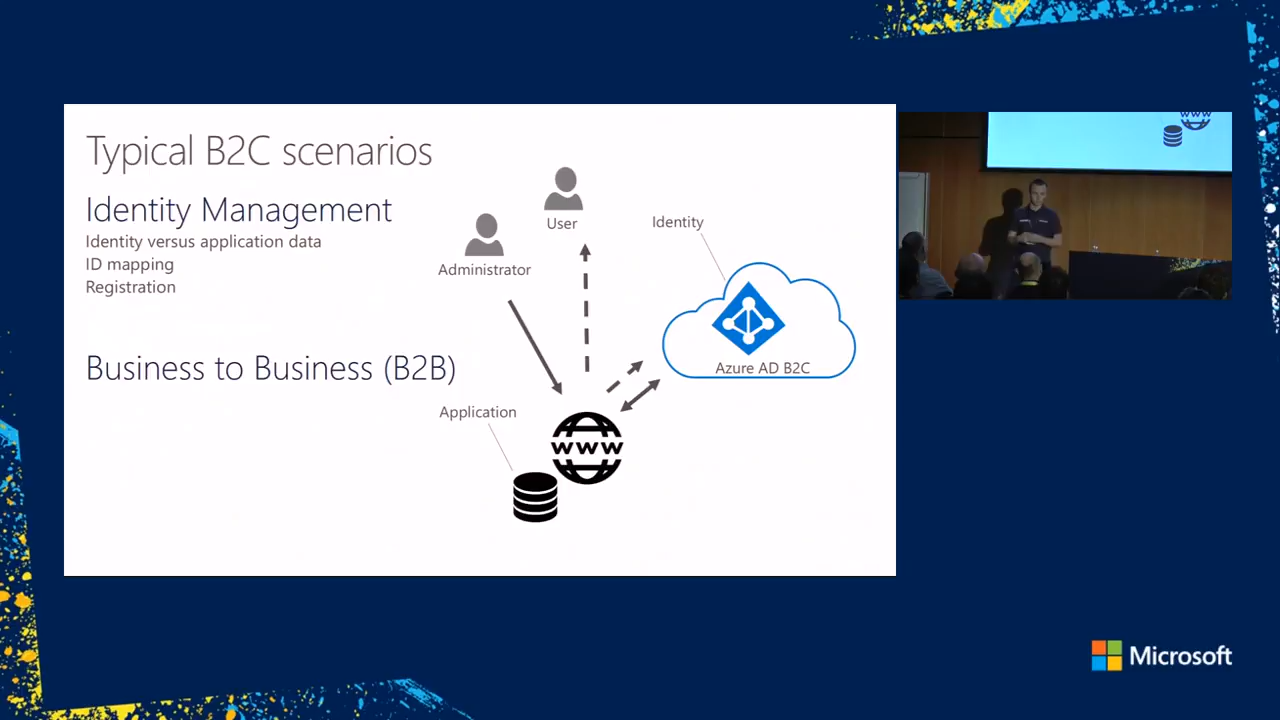 Typical B2C scenarios
Identity Management
Identity versus application data
ID mapping
Registration
Business to Business (B2B)
User
Administrator
Identity
Azure AD B2C
Application
www
www
Microsoft